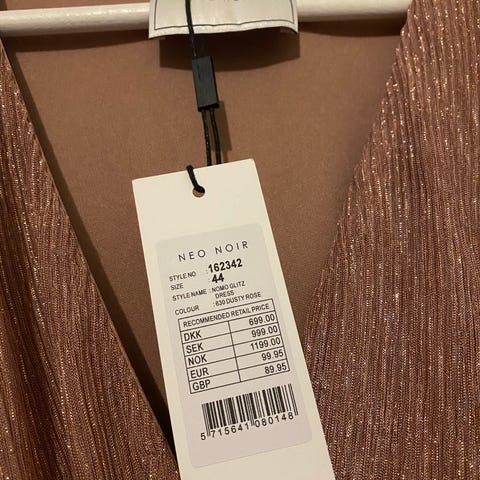 NEO NOIR
STYLE NO : 162342
SIZE : 44
STYLE NAME : NOMO GLITZ
DRESS
COLOUR : 630 DUSTY ROSE
RECOMMENDED RETAIL PRICE
DKK 699.00
SEK 999.00
NOK 1199.00
EUR 99.95
GBP 89.95
5 715641 080148